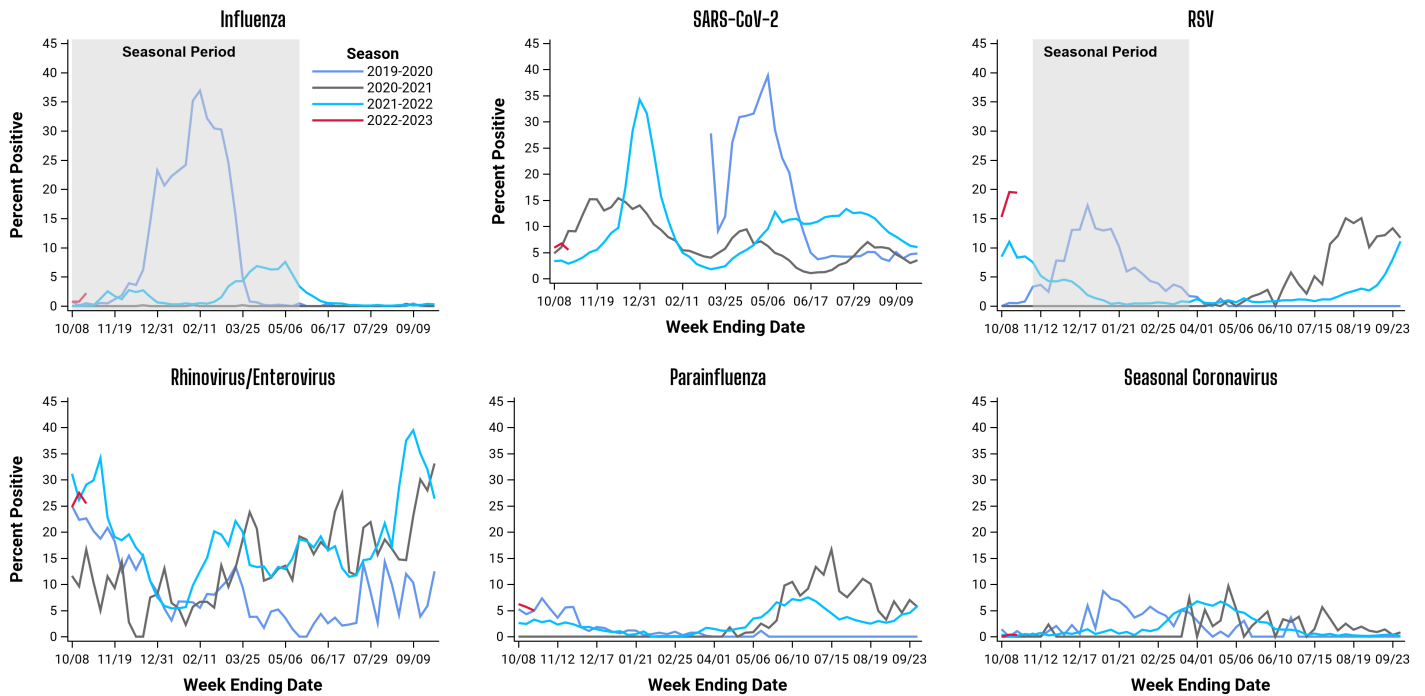 Influenza
Percent Positive
45
40
35
30
25
20
15
10
5
0
Seasonal Period
Season
2019-2020
2020-2021
2021-2022
2022-2023
10/08 11/19 12/31 02/11 03/25 05/06 06/17 07/29 09/09
SARS-CoV-2
Percent Positive
45
40
35
30
25
20
15
10
5
0
10/08 11/19 12/31 02/11 03/25 05/06 06/17 07/29 09/09
Week Ending Date
RSV
45
40
35
30
25
20
15
10
5
0
Seasonal Period
10/08 11/12 12/17 01/21 02/25 04/01 05/06 06/10 07/15 08/19 09/23
Rhinovirus/Enterovirus
Percent Positive
45
40
35
30
25
20
15
10
5
0
10/08 11/19 12/31 02/11 03/25 05/06 06/17 07/29 09/09
Week Ending Date
Parainfluenza
45
40
35
30
25
20
15
10
5
0
10/08 11/12 12/17 01/21 02/25 04/01 05/06 06/10 07/15 08/19 09/23
Week Ending Date
Seasonal Coronavirus
45
40
35
30
25
20
15
10
5
0
10/08 11/12 12/17 01/21 02/25 04/01 05/06 06/10 07/15 08/19 09/23
Week Ending Date